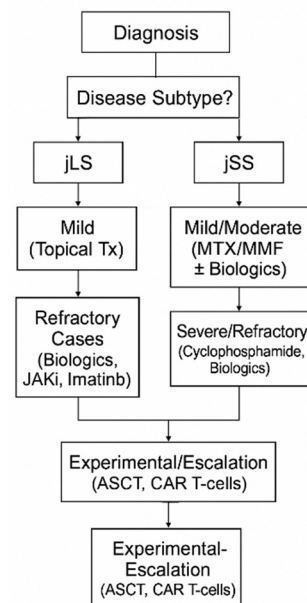 Diagnosis
Disease Subtype?
jLS
jSS
Mild
(Topical Tx)
Mild/Moderate
(MTX/MMF
± Biologics)
Refractory
Cases
(Biologics,
JAKi, Imatinb)
Severe/Refractory
(Cyclophosphamide,
Biologics)
Experimental/Escalation
(ASCT, CAR T-cells)
Experimental-
Escalation
(ASCT, CAR T-cells)